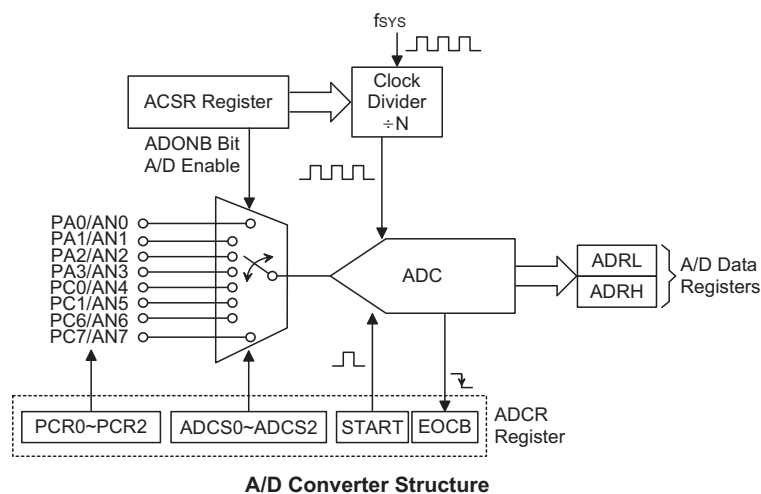 fSYS
ACSR Register
Clock
Divider
÷N
ADONB Bit
A/D Enable
PA0/AN0
PA1/AN1
PA2/AN2
PA3/AN3
PC0/AN4
PC1/AN5
PC6/AN6
PC7/AN7
ADC
ADRL
ADRH
A/D Data
Registers
PCR0~PCR2
ADCS0~ADCS2
START
EOCB
ADCR
Register
A/D Converter Structure